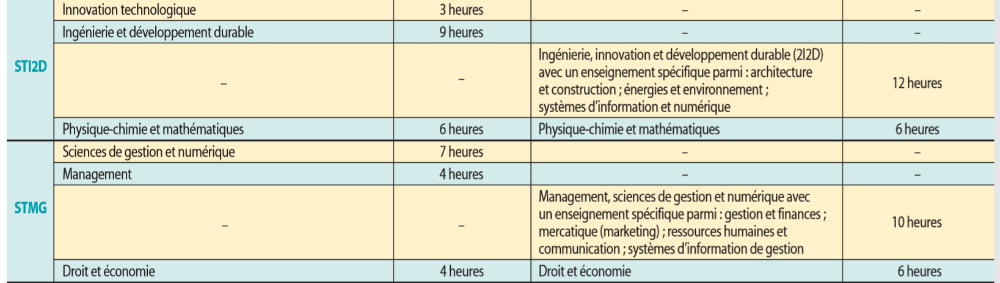 Innovation technologique 3 heures – –
Ingénierie et développement durable 9 heures – –
STI2D
– –
Ingénierie, innovation et développement durable (2I2D)
avec un enseignement spécifique parmi : architecture
et construction ; énergies et environnement ;
systèmes d'information et numérique
12 heures
Physique-chimie et mathématiques 6 heures Physique-chimie et mathématiques 6 heures
Sciences de gestion et numérique 7 heures – –
Management 4 heures – –
STMG
– –
Management, sciences de gestion et numérique avec
un enseignement spécifique parmi : gestion et finances ;
mercatique (marketing) ; ressources humaines et
communication ; systèmes d'information de gestion
10 heures
Droit et économie 4 heures Droit et économie 6 heures